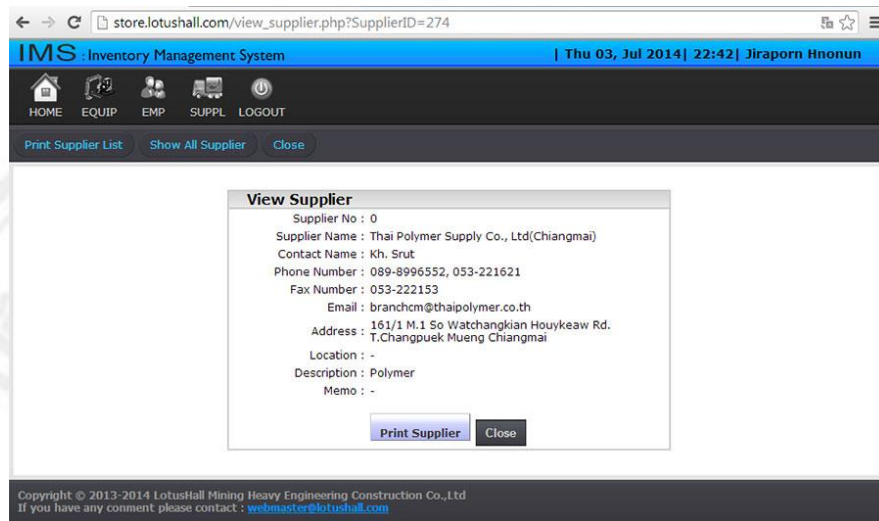 store.lotushall.com/view_supplier.php?SupplierID=274
IMS : Inventory Management System | Thu 03, Jul 2014| 22:42| Jiraporn Hnonun
HOME EQUIP EMP SUPPL LOGOUT
Print Supplier List Show All Supplier Close
View Supplier
Supplier No : 0
Supplier Name : Thai Polymer Supply Co., Ltd(Chiangmai)
Contact Name : Kh. Srut
Phone Number : 089-8996552, 053-221621
Fax Number : 053-222153
Email : branchcm@thaipolymer.co.th
Address : 161/1 M.1 So Watchangkian Houykeaw Rd.
T.Changpuek Mueng Chiangmai
Location : -
Description : Polymer
Memo : -
Print Supplier Close
Copyright © 2013-2014 LotusHall Mining Heavy Engineering Construction Co.,Ltd
If you have any conment please contact : webmaster@lotushall.com